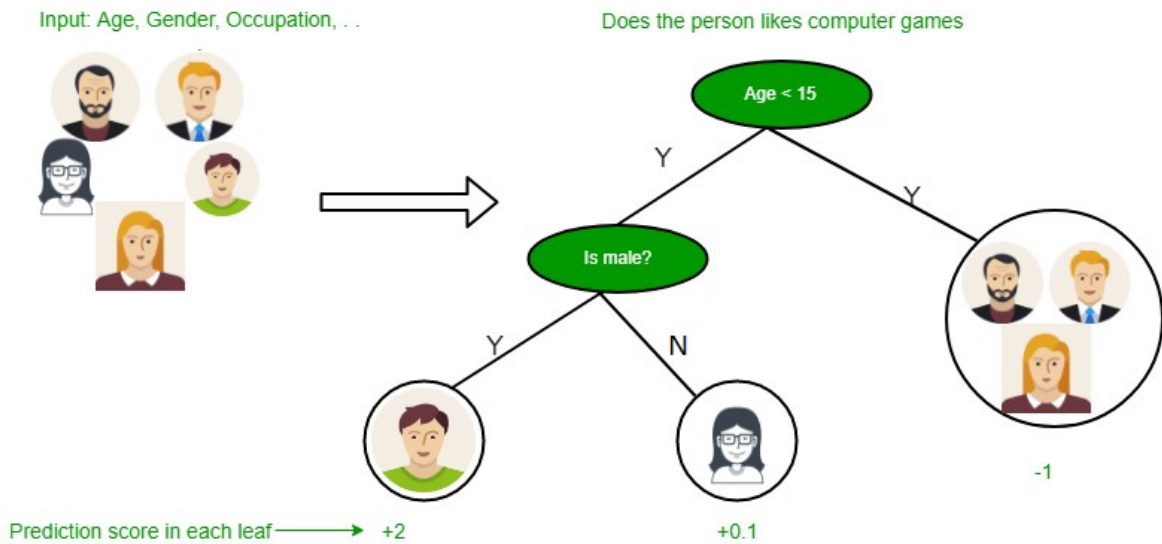 Input: Age, Gender, Occupation, . .
Does the person likes computer games
Age < 15
Y
Y
Is male?
Y
N
-1
Prediction score in each leaf
+2
+0.1